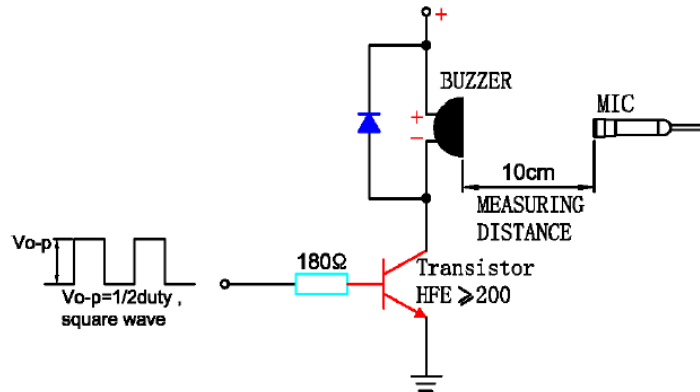 +
BUZZER
MIC
+
−
10cm
MEASURING
DISTANCE
Vo-p
180Ω
Transistor
HFE ≥200
Vo-p=1/2duty ,
square wave